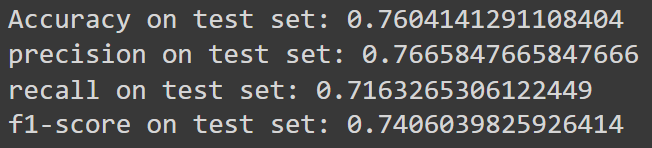 Accuracy on test set: 0.7604141291108404
precision on test set: 0.7665847665847666
recall on test set: 0.7163265306122449
f1-score on test set: 0.7406039825926414